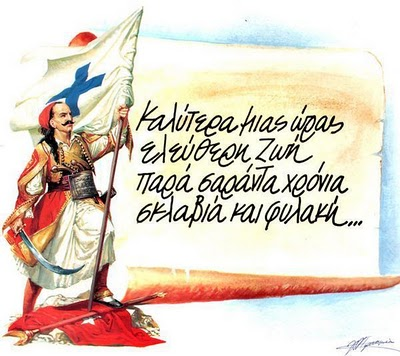 Καλύτερα μιας ώρας
ελεύθερη ζωή
παρά σαράντα χρόνια
σκλαβιά και φυλακή...